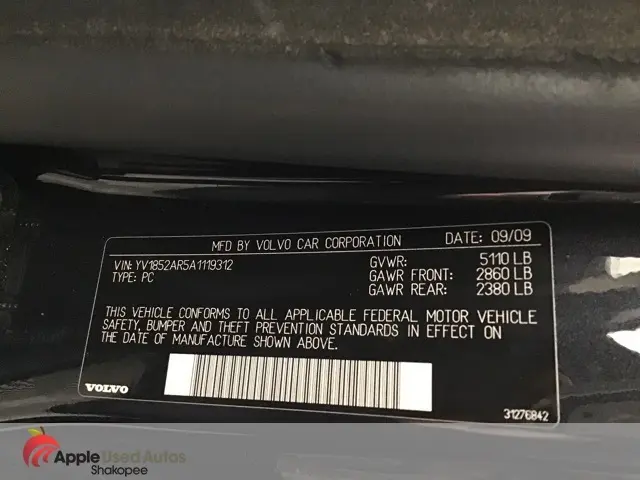 MFD BY VOLVO CAR CORPORATION DATE: 09/09
VIN: YV1852AR5A1119312 GVWR: 5110 LB
TYPE: PC GAWR FRONT: 2860 LB
GAWR REAR: 2380 LB
THIS VEHICLE CONFORMS TO ALL APPLICABLE FEDERAL MOTOR VEHICLE
SAFETY, BUMPER AND THEFT PREVENTION STANDARDS IN EFFECT ON
THE DATE OF MANUFACTURE SHOWN ABOVE.
VOLVO
31276842
Apple Used Autos
Shakopee